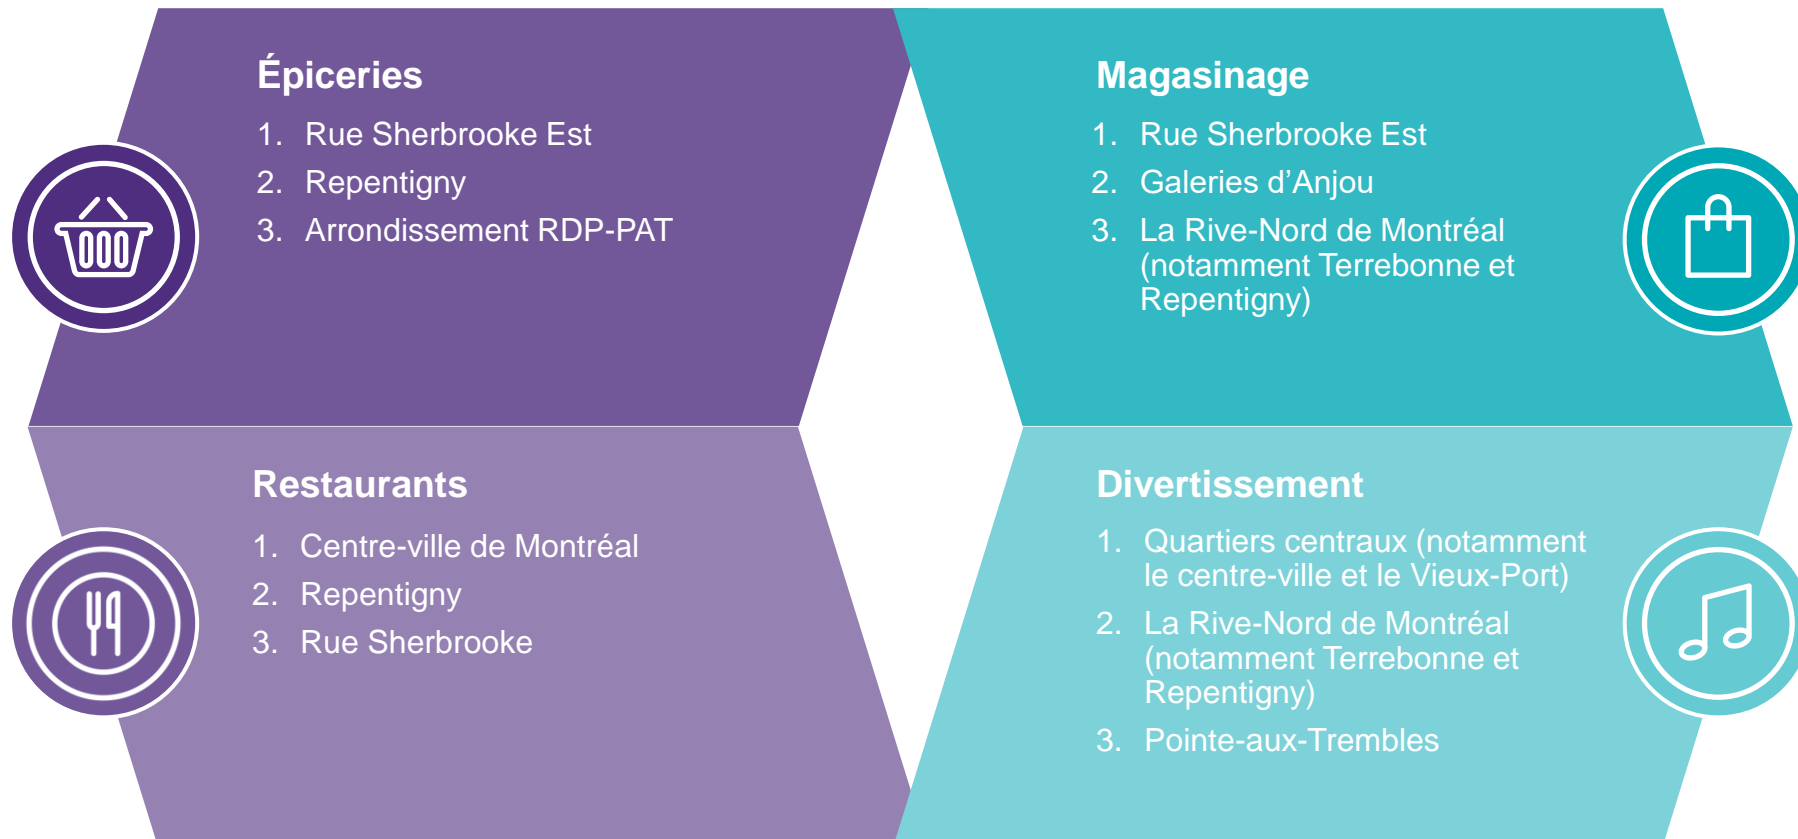 Épiceries
1. Rue Sherbrooke Est
2. Repentigny
3. Arrondissement RDP-PAT
Magasinage
1. Rue Sherbrooke Est
2. Galeries d’Anjou
3. La Rive-Nord de Montréal
(notamment Terrebonne et
Repentigny)
Restaurants
1. Centre-ville de Montréal
2. Repentigny
3. Rue Sherbrooke
Divertissement
1. Quartiers centraux (notamment
le centre-ville et le Vieux-Port)
2. La Rive-Nord de Montréal
(notamment Terrebonne et
Repentigny)
3. Pointe-aux-Trembles